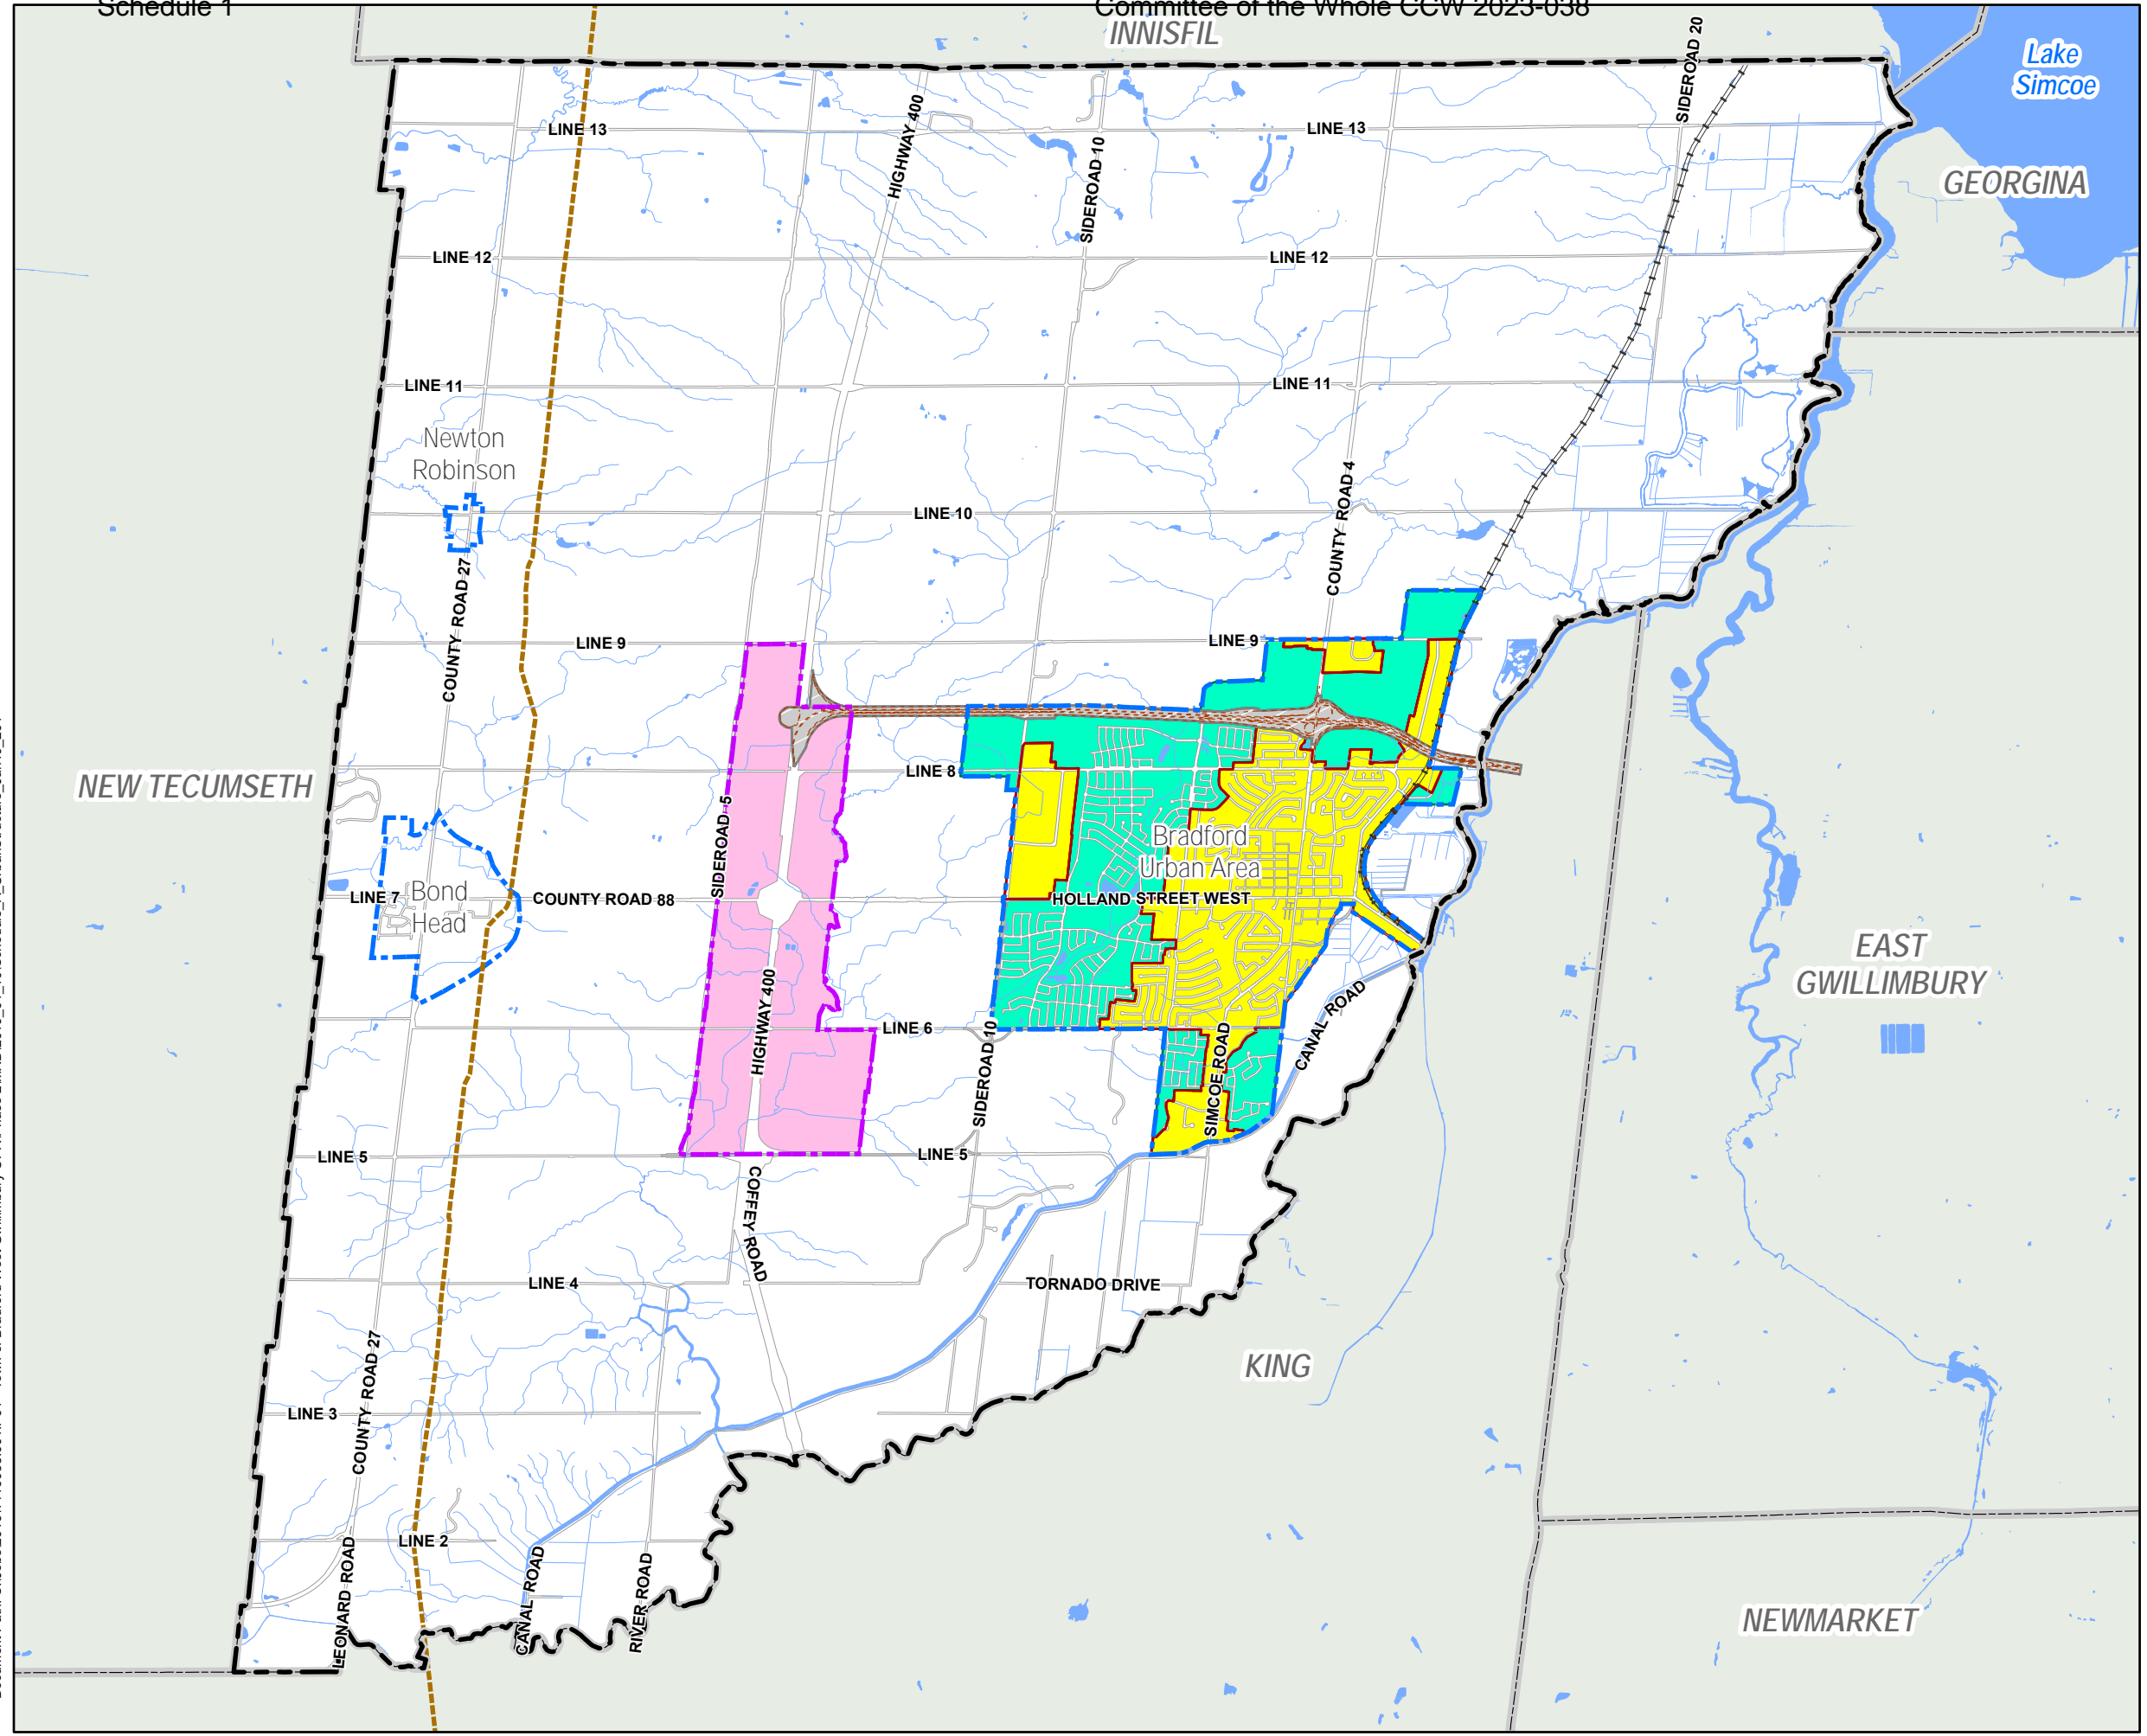 Schedule 1
Committee of the Whole CCW 2023-038
INNISFIL
SIDEROAD 20
Lake
Simcoe
HIGHWAY 400
LINE 13
LINE 13
SIDEROAD 10
GEORGINA
LINE 12
LINE 12
LINE 11
LINE 11
Newton
Robinson
COUNTY ROAD 4
LINE 10
COUNTY ROAD 27
LINE 9
LINE 9
NEW TECUMSETH
LINE 8
SIDEROAD 5
Bradford
Urban Area
LINE 7
Bond
Head
COUNTY ROAD 88
HOLLAND STREET WEST
EAST
GWILLIMBURY
HIGHWAY 400
CANAL ROAD
LINE 6
SIDEROAD 10
SIMCOE ROAD
LINE 5
LINE 5
COFFEY ROAD
LINE 4
TORNADO DRIVE
KING
COUNTY ROAD 27
LINE 3
LINE 2
LEONARD ROAD
CANAL ROAD
RIVER ROAD
NEWMARKET